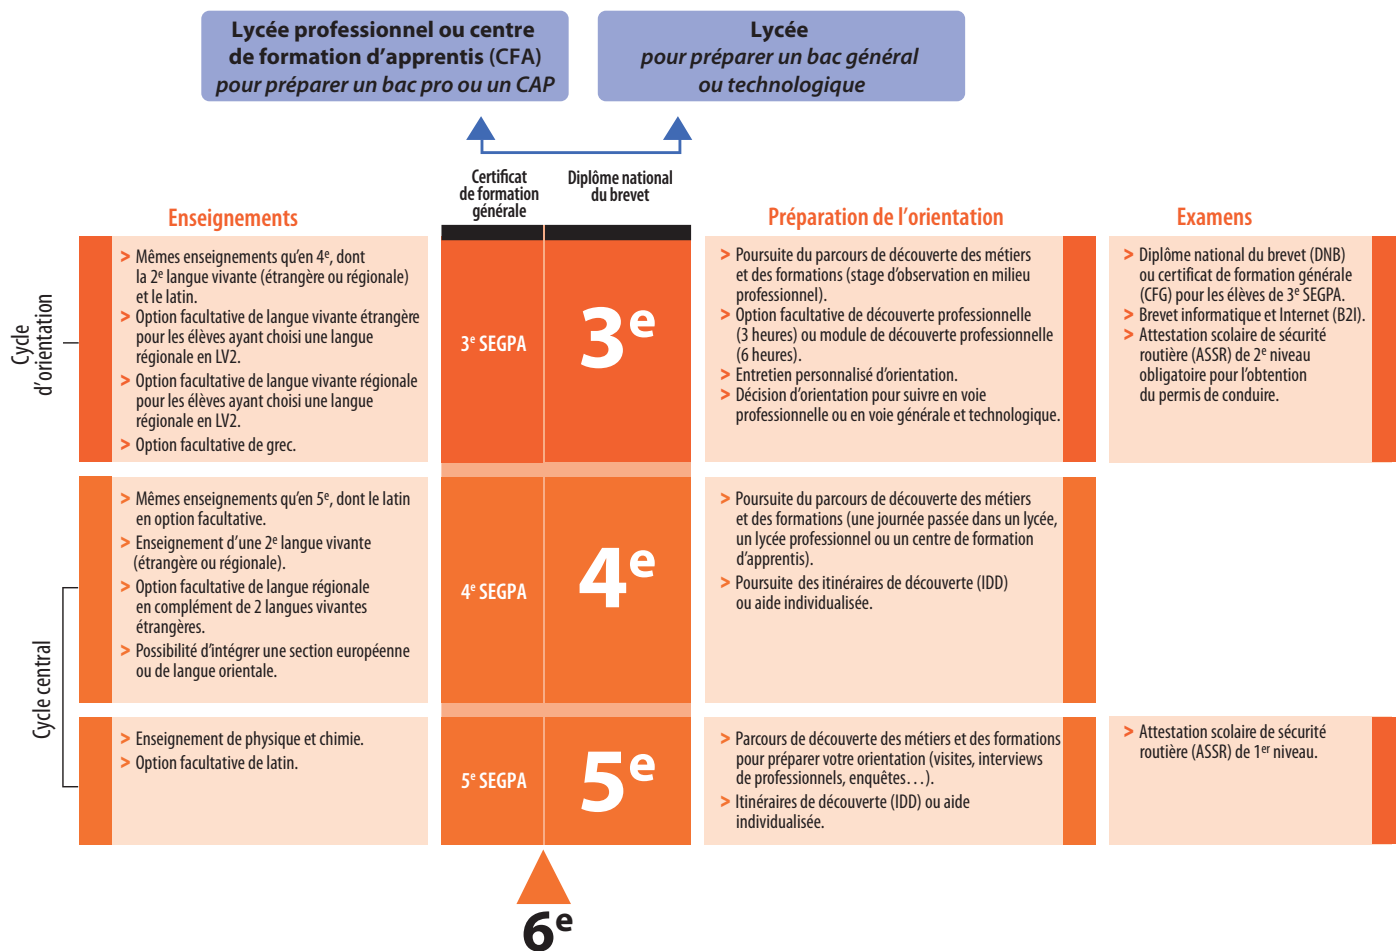 Lycée professionnel ou centre
de formation d'apprentis (CFA)
pour préparer un bac pro ou un CAP
Lycée
pour préparer un bac général
ou technologique
Certificat
de formation
générale
Diplôme national
du brevet
Enseignements
Préparation de l'orientation
Examens
Cycle
d'orientation
> Mêmes enseignements qu'en 4e, dont
la 2e langue vivante (étrangère ou régionale)
et le latin.
> Option facultative de langue vivante étrangère
pour les élèves ayant choisi une langue
régionale en LV2.
> Option facultative de langue vivante régionale
pour les élèves ayant choisi une langue
régionale en LV2.
> Option facultative de grec.
3e SEGPA
3e
> Poursuite du parcours de découverte des métiers
et des formations (stage d'observation en milieu
professionnel).
> Option facultative de découverte professionnelle
(3 heures) ou module de découverte professionnelle
(6 heures).
> Entretien personnalisé d'orientation.
> Décision d'orientation pour suivre en voie
professionnelle ou en voie générale et technologique.
> Diplôme national du brevet (DNB)
ou certificat de formation générale
(CFG) pour les élèves de 3e SEGPA.
> Brevet informatique et Internet (B2I).
> Attestation scolaire de sécurité
routière (ASSR) de 2e niveau
obligatoire pour l'obtention
du permis de conduire.
Cycle central
> Mêmes enseignements qu'en 5e, dont le latin
en option facultative.
> Enseignement d'une 2e langue vivante
(étrangère ou régionale).
> Option facultative de langue régionale
en complément de 2 langues vivantes
étrangères.
> Possibilité d'intégrer une section européenne
ou de langue orientale.
4e SEGPA
4e
> Poursuite du parcours de découverte des métiers
et des formations (une journée passée dans un lycée,
un lycée professionnel ou un centre de formation
d'apprentis).
> Poursuite des itinéraires de découverte (IDD)
ou aide individualisée.
> Enseignement de physique et chimie.
> Option facultative de latin.
5e SEGPA
5e
> Parcours de découverte des métiers et des formations
pour préparer votre orientation (visites, interviews
de professionnels, enquêtes…).
> Itinéraires de découverte (IDD) ou aide
individualisée.
> Attestation scolaire de sécurité
routière (ASSR) de 1er niveau.
6e